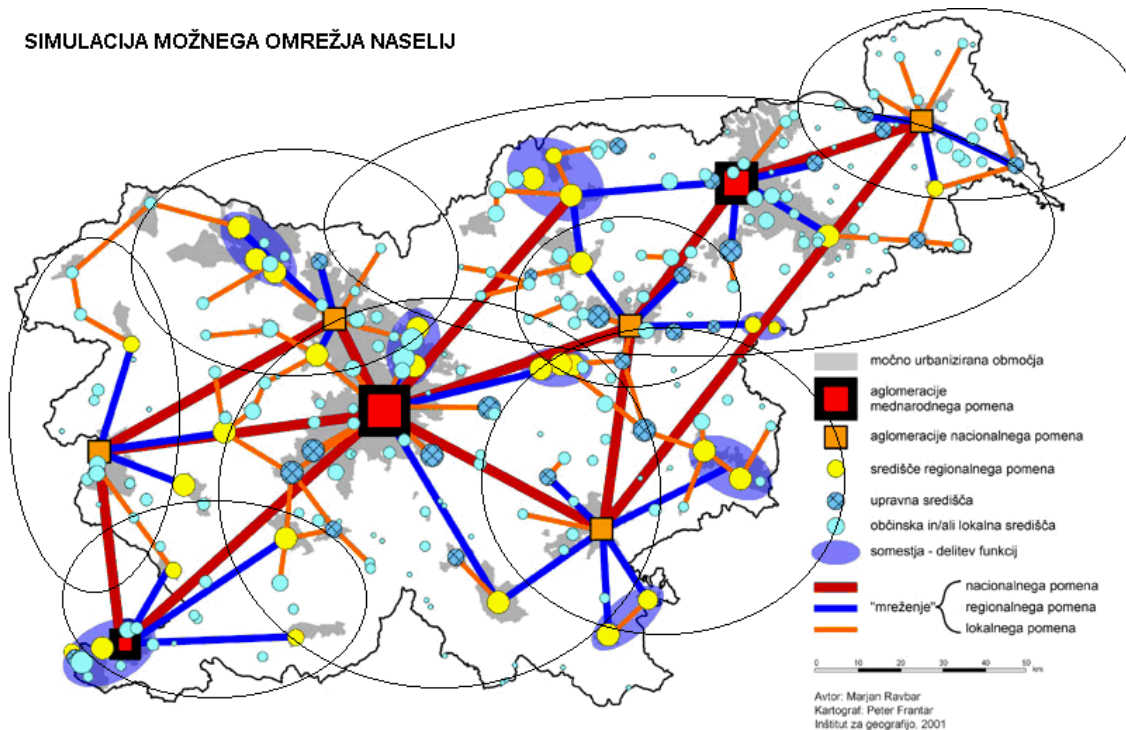 SIMULACIJA MOŽNEGA OMREŽJA NASELIJ
močno urbanizirana območja
aglomeracije
mednarodnega pomena
aglomeracije nacionalnega pomena
središče regionalnega pomena
upravna središča
občinska in/ali lokalna središča
somestja - delitev funkcij
nacionalnega pomena
"mreženje" regionalnega pomena
lokalnega pomena
0 10 20 30 40 50
km
Avtor: Marjan Ravbar
Kartograf: Peter Frantar
Inštitut za geografijo, 2001